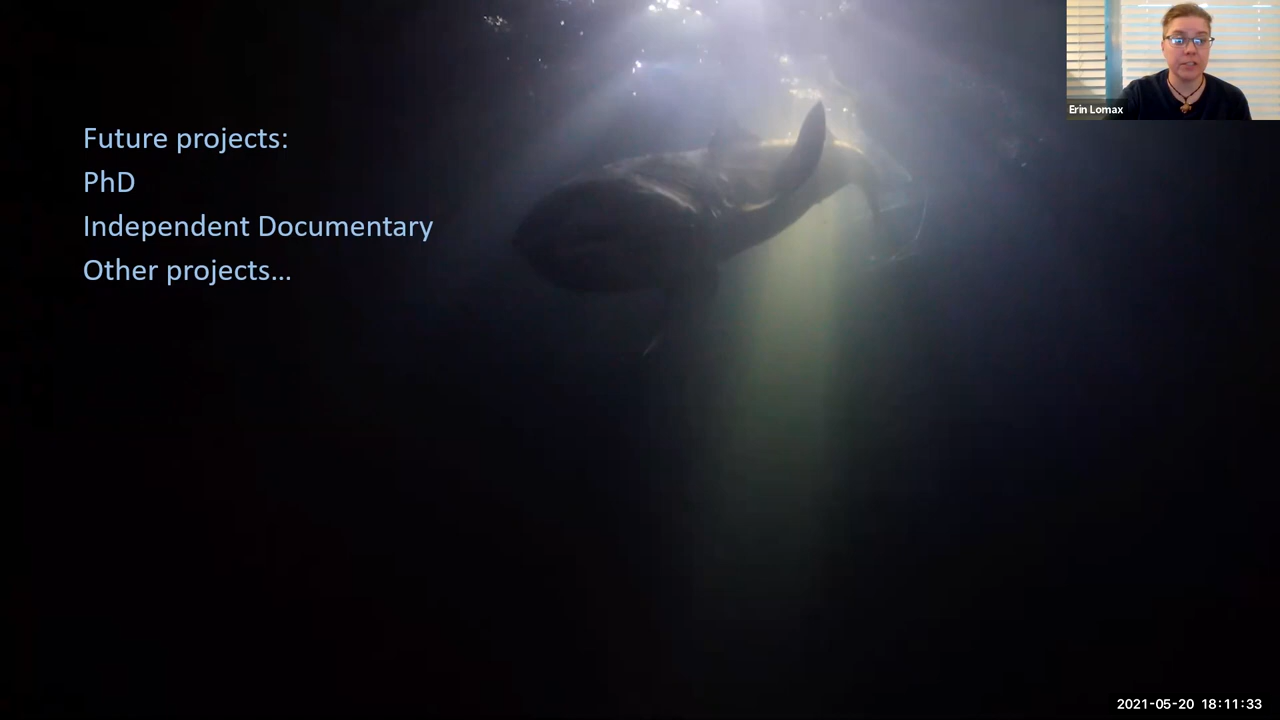 Erin Lomax
Future projects:
PhD
Independent Documentary
Other projects...
2021-05-20 18:11:33